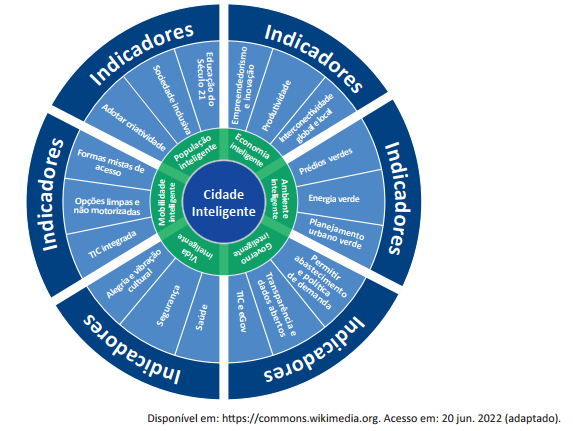 Indicadores
Educação do
Século 21
Sociedade inclusiva
Adotar criatividade
População
Inteligente
Indicadores
Empreendedorismo
e inovação
Produtividade
Interconectividade
global e local
Economia
inteligente
Indicadores
Prédios verdes
Energia verde
Planejamento
urbano verde
Ambiente
inteligente
Indicadores
Permitir
abastecimento
e política
de demanda
Transparência e
dados abertos
TIC e eGov
Governo
inteligente
Indicadores
Saúde
Segurança
Alegria e vibração
cultural
Vida
Inteligente
Indicadores
TIC integrada
Opções limpas e
não motorizadas
Formas mistas de
acesso
Mobilidade
inteligente
Cidade
Inteligente
Disponível em: https://commons.wikimedia.org. Acesso em: 20 jun. 2022 (adaptado).